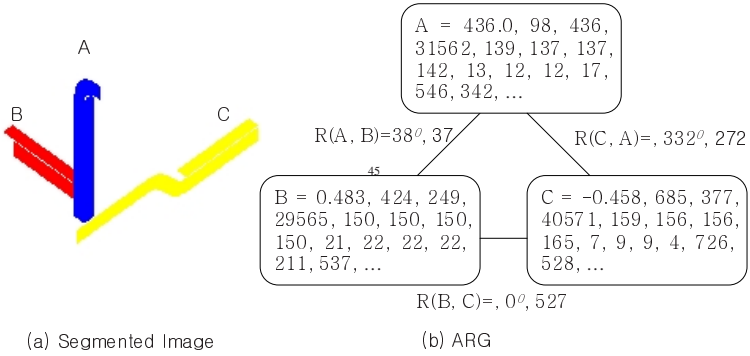 A
B
C
A = 436.0, 98, 436,
31562, 139, 137, 137,
142, 13, 12, 12, 17,
546, 342, ...
R(A, B)=38⁰, 37
R(C, A)=, 332⁰, 272
45
B = 0.483, 424, 249,
29565, 150, 150, 150,
150, 21, 22, 22, 22,
211, 537, ...
C = -0.458, 685, 377,
40571, 159, 156, 156,
165, 7, 9, 9, 4, 726,
528, ...
R(B, C)=, 0⁰, 527
(a) Segmented Image
(b) ARG